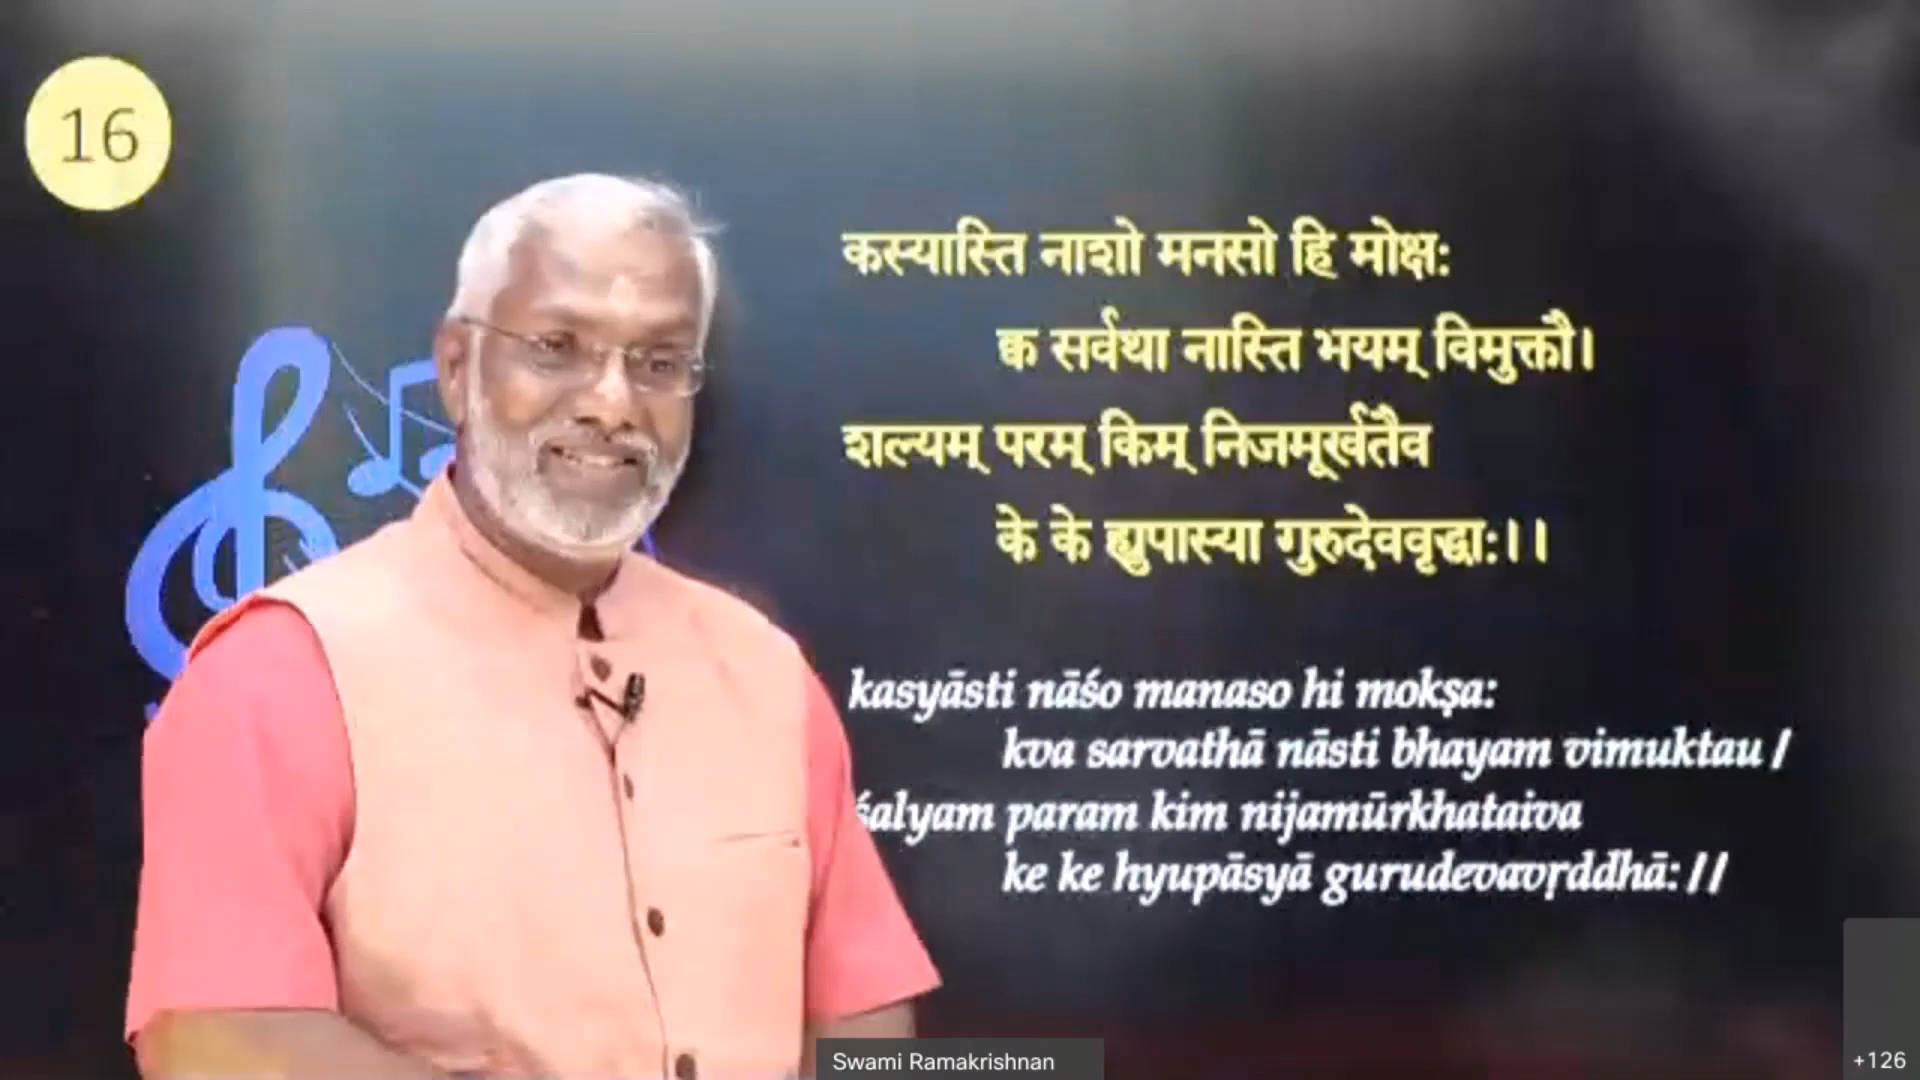 16
कस्यास्ति नाशो मनसो हि मोक्ष:
क्व सर्वथा नास्ति भयम् विमुक्तौ।
शल्यम् परम् किम् निजमूर्खतैव
के के ह्युपास्या गुरुदेववृद्धा:।।
kasyāsti nāśo manaso hi mokṣa:
kva sarvathā nāsti bhayam vimuktau /
śalyam param kim nijamūrkhataiva
ke ke hyupāsyā gurudevavṛddhā: //
Swami Ramakrishnan
+126